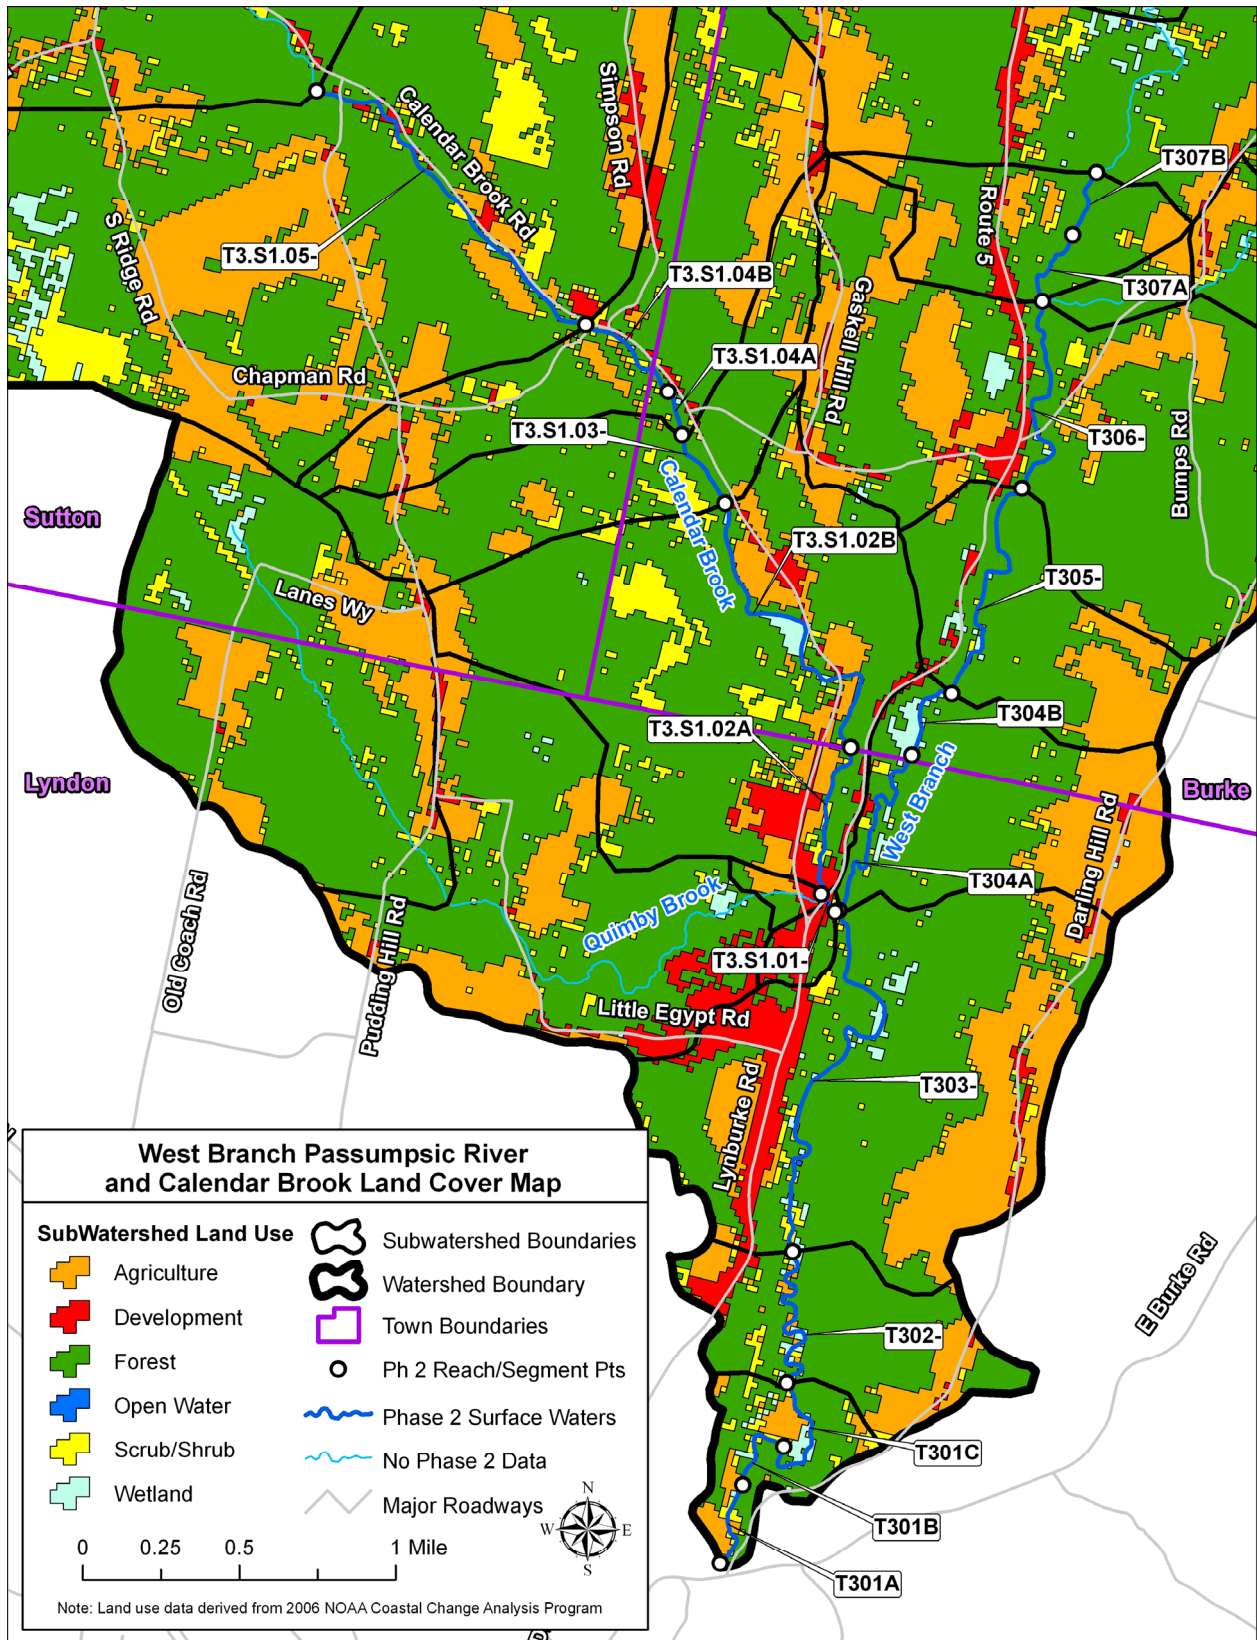 Simpson Rd
Calendar Brook Rd
T307B
Route 5
S Ridge Rd
T3.S1.05-
T3.S1.04B
T307A
Gaskell Hill Rd
T3.S1.04A
Chapman Rd
Bumps Rd
T3.S1.03-
T306-
Calendar Brook
Sutton
T3.S1.02B
T305-
Lanes Wy
T304B
T3.S1.02A
Lyndon
West Branch
Burke
Darling Hill Rd
T304A
Old Coach Rd
Quimby Brook
Pudding Hill Rd
T3.S1.01-
Little Egypt Rd
T303-
Lynburke Rd
E Burke Rd
T302-
T301C
T301B
T301A
West Branch Passumpsic River
and Calendar Brook Land Cover Map
SubWatershed Land Use
Agriculture
Development
Forest
Open Water
Scrub/Shrub
Wetland
Subwatershed Boundaries
Watershed Boundary
Town Boundaries
Ph 2 Reach/Segment Pts
Phase 2 Surface Waters
No Phase 2 Data
Major Roadways
N
W E
S
0 0.25 0.5 1 Mile
Note: Land use data derived from 2006 NOAA Coastal Change Analysis Program